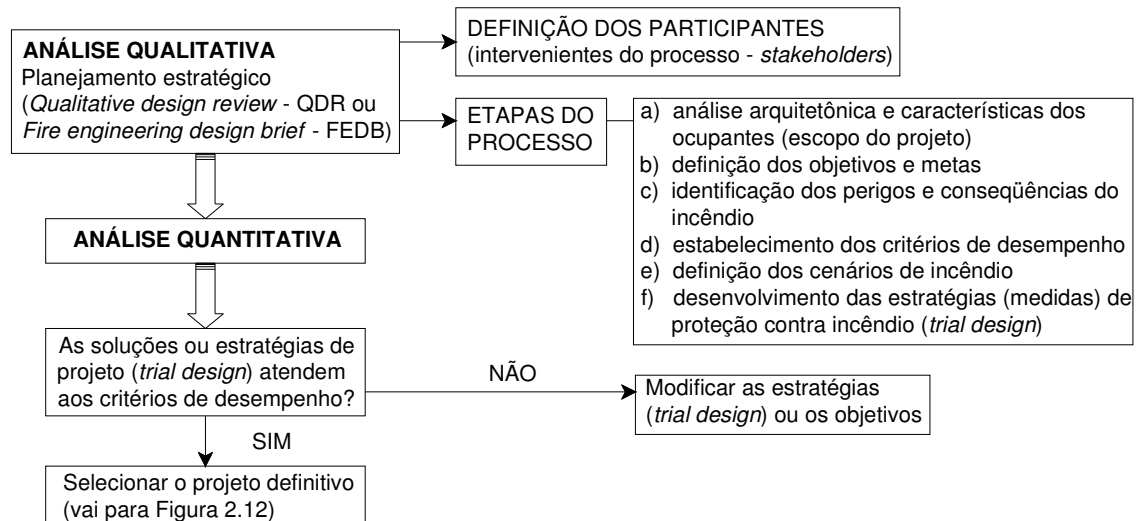 ANÁLISE QUALITATIVA
Planejamento estratégico
(Qualitative design review - QDR ou
Fire engineering design brief - FEDB)
DEFINIÇÃO DOS PARTICIPANTES
(intervenientes do processo - stakeholders)
ETAPAS DO
PROCESSO
a) análise arquitetônica e características dos
ocupantes (escopo do projeto)
b) definição dos objetivos e metas
c) identificação dos perigos e conseqüências do
incêndio
d) estabelecimento dos critérios de desempenho
e) definição dos cenários de incêndio
f) desenvolvimento das estratégias (medidas) de
proteção contra incêndio (trial design)
ANÁLISE QUANTITATIVA
As soluções ou estratégias de
projeto (trial design) atendem
aos critérios de desempenho?
NÃO
Modificar as estratégias
(trial design) ou os objetivos
SIM
Selecionar o projeto definitivo
(vai para Figura 2.12)